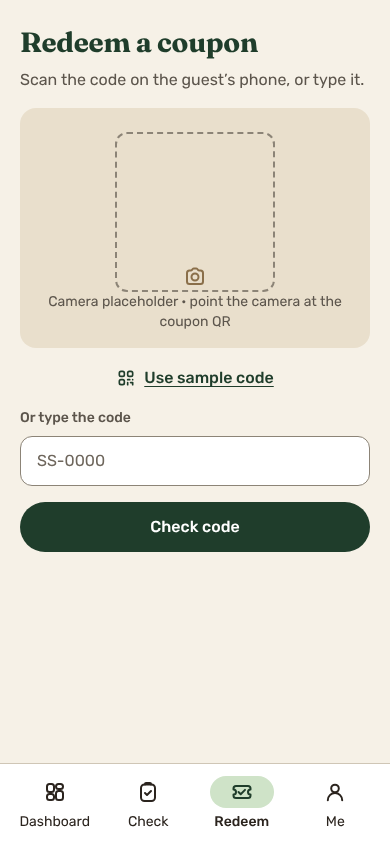 Redeem a coupon
Scan the code on the guest’s phone, or type it.
Camera placeholder • point the camera at the
coupon QR
Use sample code
Or type the code
SS-0000
Check code
Dashboard
Check
Redeem
Me